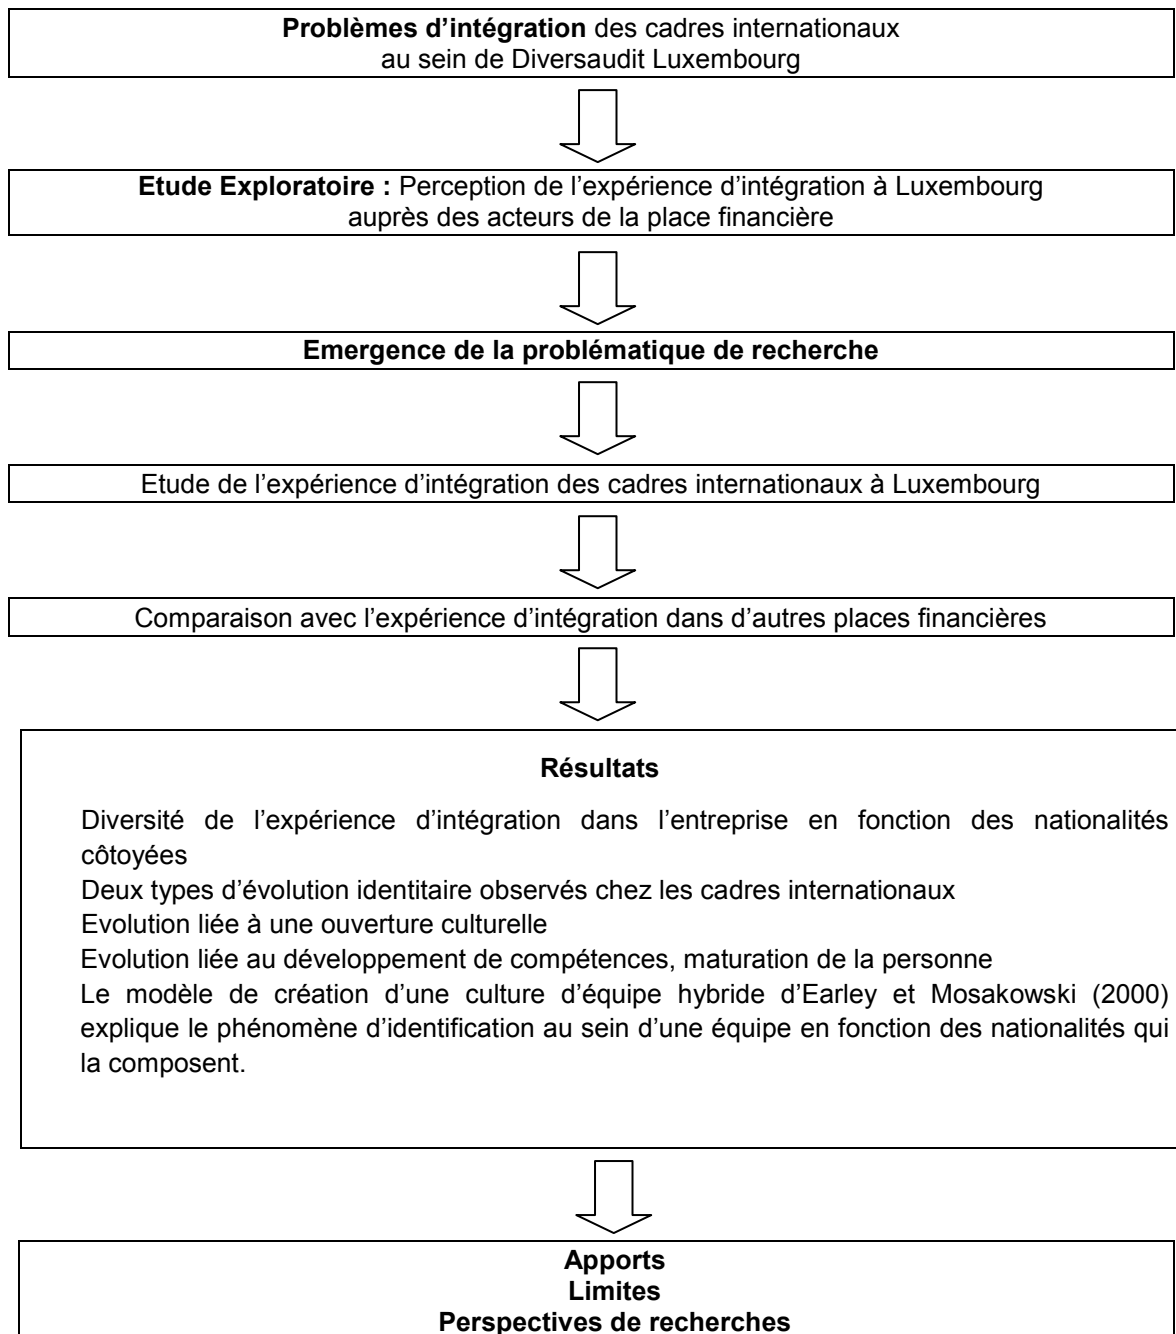 Problèmes d'intégration des cadres internationaux
au sein de Diversaudit Luxembourg
Etude Exploratoire : Perception de l'expérience d'intégration à Luxembourg
auprès des acteurs de la place financière
Emergence de la problématique de recherche
Etude de l'expérience d'intégration des cadres internationaux à Luxembourg
Comparaison avec l'expérience d'intégration dans d'autres places financières
Résultats
Diversité de l'expérience d'intégration dans l'entreprise en fonction des nationalités
côtoyées
Deux types d'évolution identitaire observés chez les cadres internationaux
Evolution liée à une ouverture culturelle
Evolution liée au développement de compétences, maturation de la personne
Le modèle de création d'une culture d'équipe hybride d'Earley et Mosakowski (2000)
explique le phénomène d'identification au sein d'une équipe en fonction des nationalités qui
la composent.
Apports
Limites
Perspectives de recherches